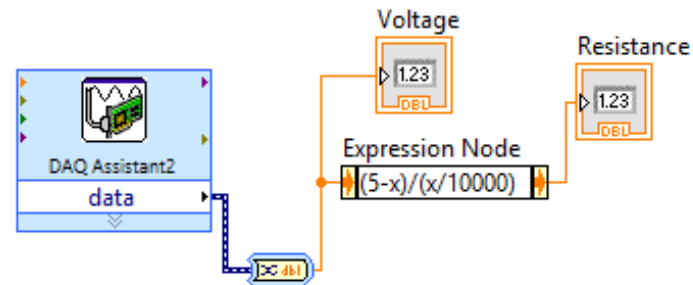 Voltage
1.23
DBL
Resistance
1.23
DBL
DAQ Assistant2
data
Expression Node
(5-x)/(x/10000)
dbl